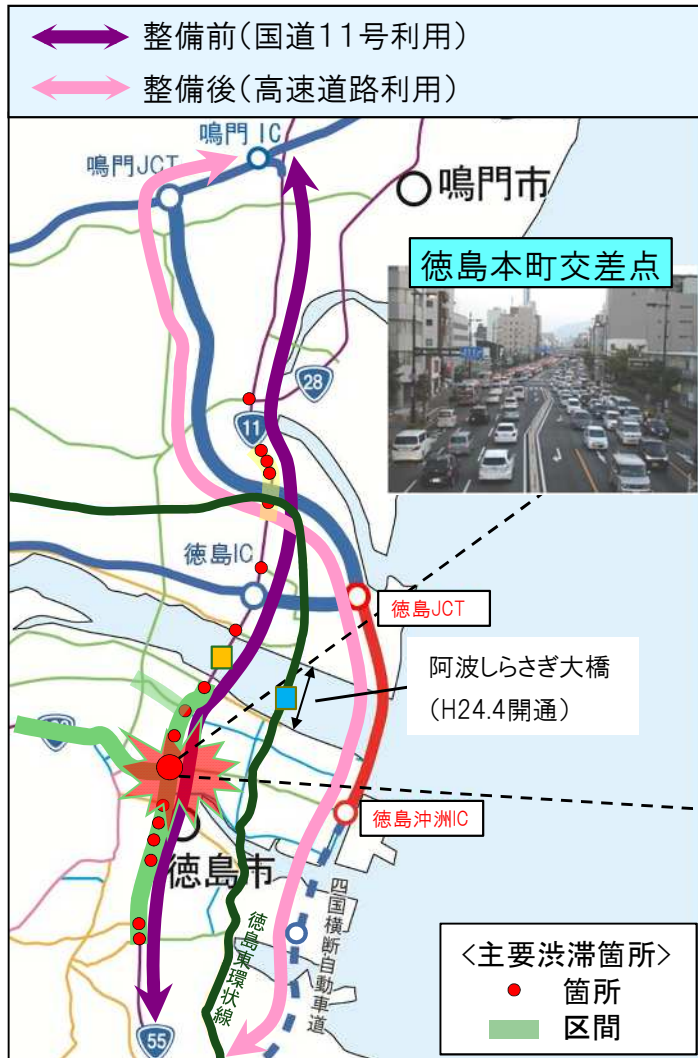 整備前(国道11号利用)
整備後(高速道路利用)
鳴門 IC
鳴門JCT
鳴門市
徳島本町交差点
28
11
徳島IC
徳島JCT
阿波しらさぎ大橋
(H24.4開通)
徳島沖洲IC
徳島市
四国横断自動車道
徳島東環状線
55
<主要渋滞箇所>
箇所
区間